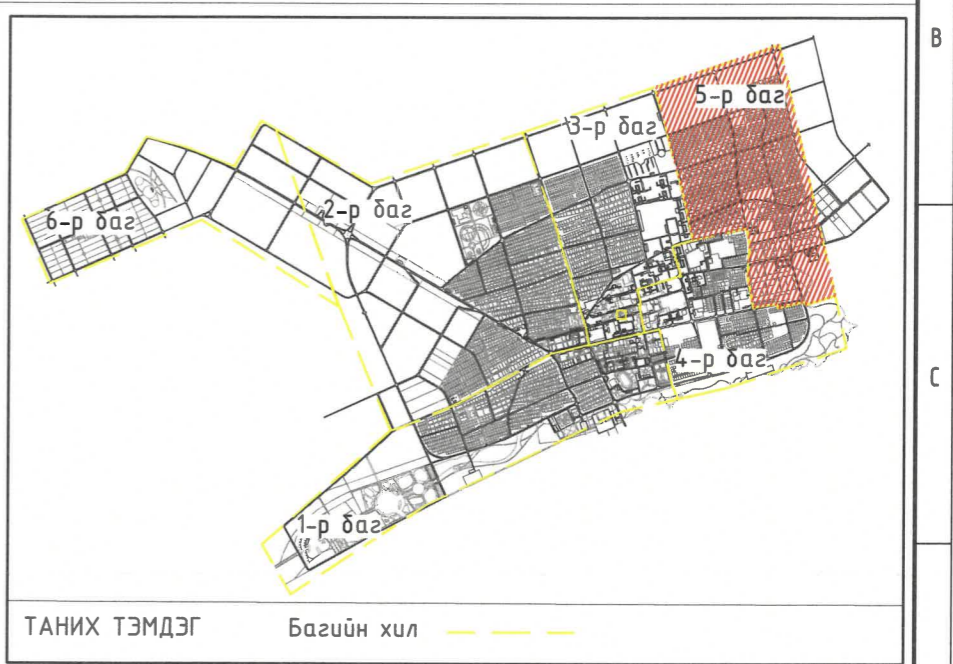 B
5-р баг
3-р баг
2-р баг
6-р баг
4-р баг
C
1-р баг
ТАНИХ ТЭМДЭГ Багийн хил